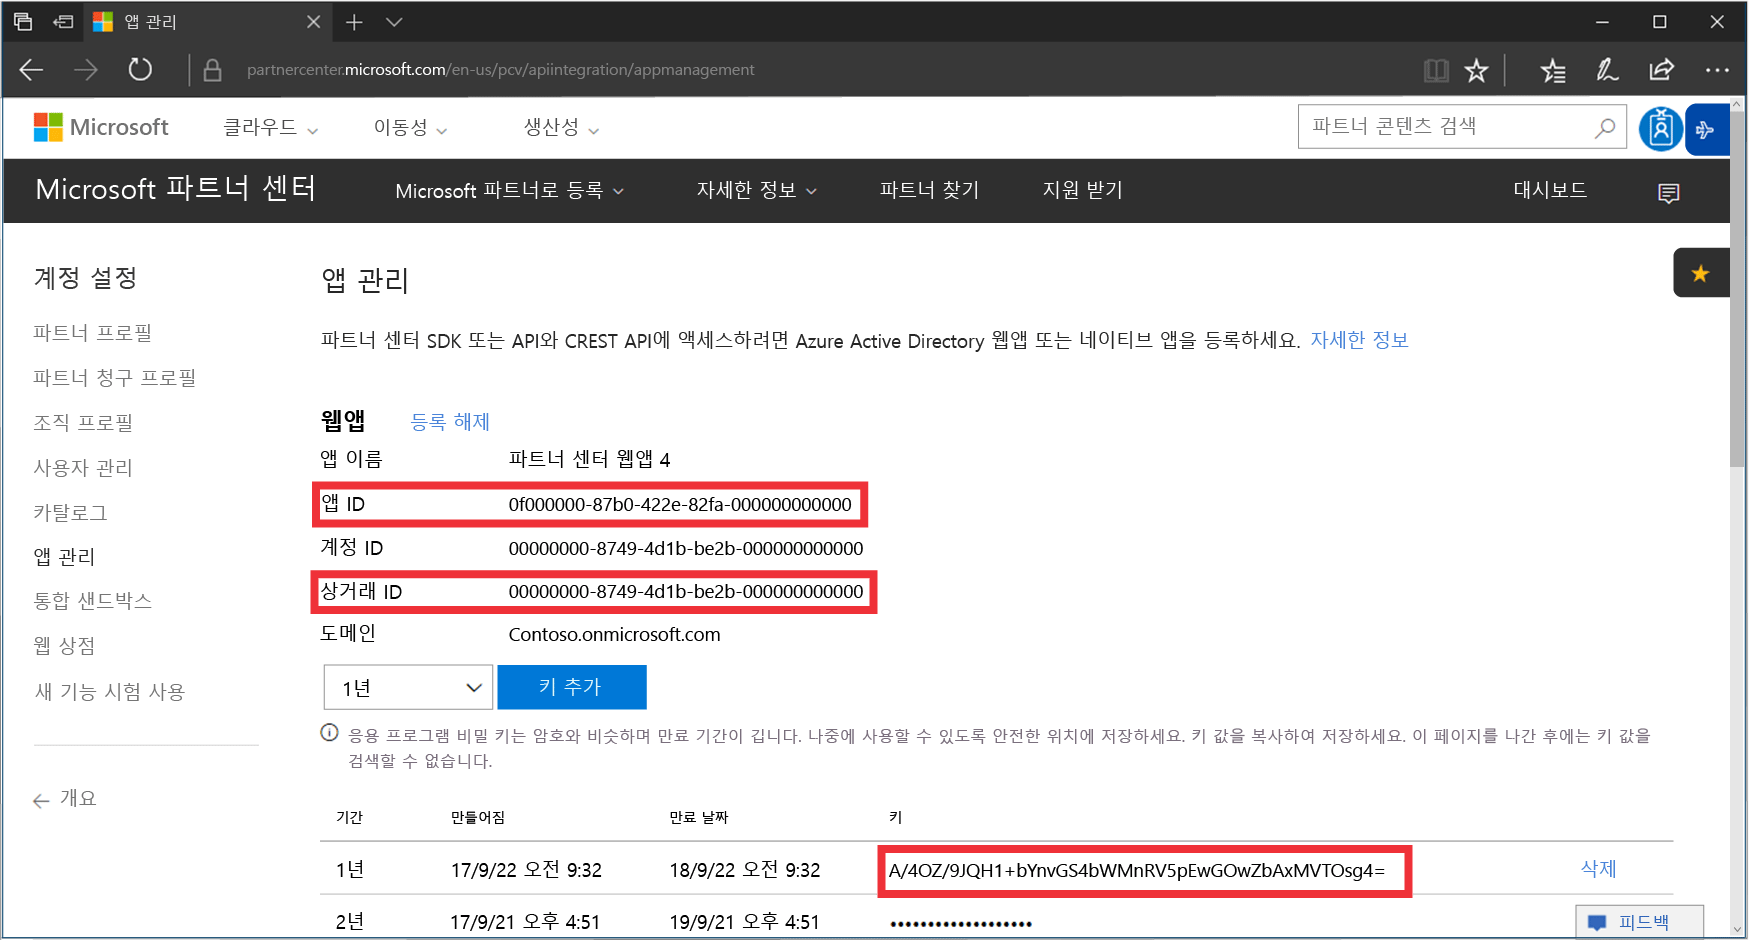 앱 관리
partnercenter.microsoft.com/en-us/pcv/apiintegration/appmanagement
Microsoft 클라우드 이동성 생산성 파트너 콘텐츠 검색
Microsoft 파트너 센터 Microsoft 파트너로 등록 자세한 정보 파트너 찾기 지원 받기 대시보드
계정 설정
파트너 프로필
파트너 청구 프로필
조직 프로필
사용자 관리
카탈로그
앱 관리
통합 샌드박스
웹 상점
새 기능 시험 사용
개요
앱 관리
파트너 센터 SDK 또는 API와 CREST API에 액세스하려면 Azure Active Directory 웹앱 또는 네이티브 앱을 등록하세요. 자세한 정보
웹앱 등록 해제
앱 이름 파트너 센터 웹앱 4
앱 ID 0f000000-87b0-422e-82fa-000000000000
계정 ID 00000000-8749-4d1b-be2b-000000000000
상거래 ID 00000000-8749-4d1b-be2b-000000000000
도메인 Contoso.onmicrosoft.com
1년 키 추가
응용 프로그램 비밀 키는 암호와 비슷하며 만료 기간이 깁니다. 나중에 사용할 수 있도록 안전한 위치에 저장하세요. 키 값을 복사하여 저장하세요. 이 페이지를 나간 후에는 키 값을
검색할 수 없습니다.
기간 만들어짐 만료 날짜 키
1년 17/9/22 오전 9:32 18/9/22 오전 9:32 A/4OZ/9JQH1+bYnvGS4bWMnRV5pEwGOwZbAxMVTOsg4= 삭제
2년 17/9/21 오후 4:51 19/9/21 오후 4:51 •••••••••••••••••••
피드백